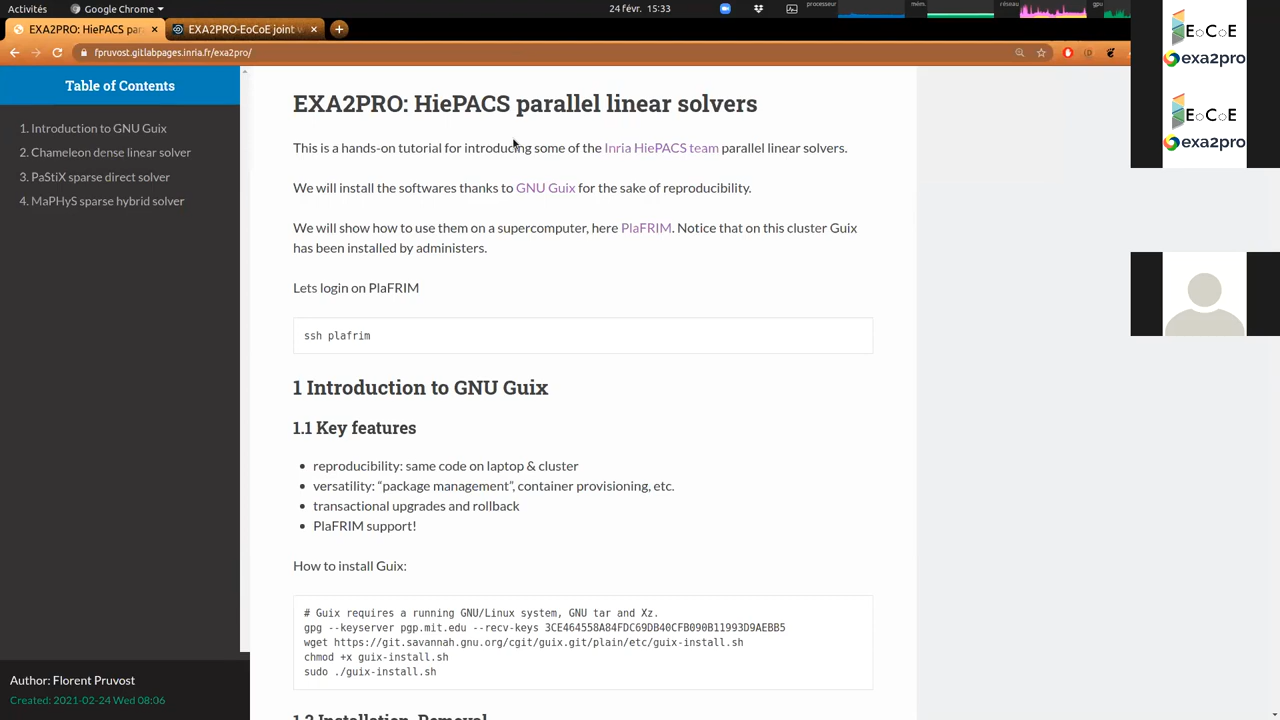 Activités
Google Chrome
24 févr. 15:33
processeur
mém.
réseau
gpu
EXA2PRO: HiePACS par
EXA2PRO-EoCoE joint
fpruvost.gitlabpages.inria.fr/exa2pro/
Table of Contents
1. Introduction to GNU Guix
2. Chameleon dense linear solver
3. PaStiX sparse direct solver
4. MaPHyS sparse hybrid solver
Author: Florent Pruvost
Created: 2021-02-24 Wed 08:06
EXA2PRO: HiePACS parallel linear solvers
This is a hands-on tutorial for introducing some of the Inria HiePACS team parallel linear solvers.
We will install the softwares thanks to GNU Guix for the sake of reproducibility.
We will show how to use them on a supercomputer, here PlaFRIM. Notice that on this cluster Guix
has been installed by administers.
Lets login on PlaFRIM
ssh plafrim
1 Introduction to GNU Guix
1.1 Key features
reproducibility: same code on laptop & cluster
versatility: “package management”, container provisioning, etc.
transactional upgrades and rollback
PlaFRIM support!
How to install Guix:
# Guix requires a running GNU/Linux system, GNU tar and Xz.
gpg --keyserver pgp.mit.edu --recv-keys 3CE464558A84FDC69DB40CFB090B11993D9AEBB5
wget https://git.savannah.gnu.org/cgit/guix.git/plain/etc/guix-install.sh
chmod +x guix-install.sh
sudo ./guix-install.sh
1.2 Installation, Removal
EoCoE
exa2pro
EoCoE
exa2pro